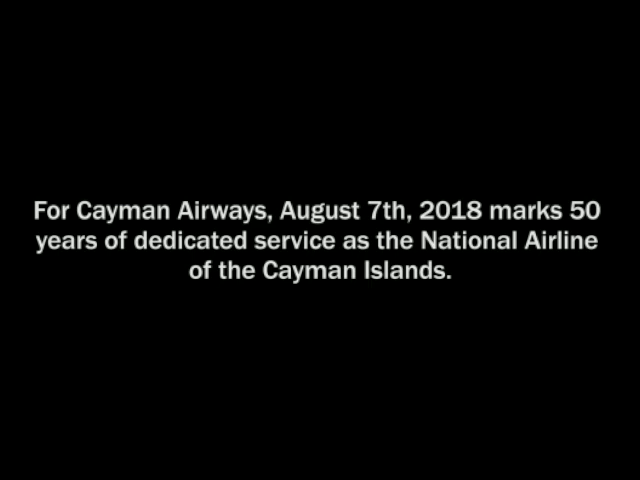 For Cayman Airways, August 7th, 2018 marks 50
years of dedicated service as the National Airline
of the Cayman Islands.